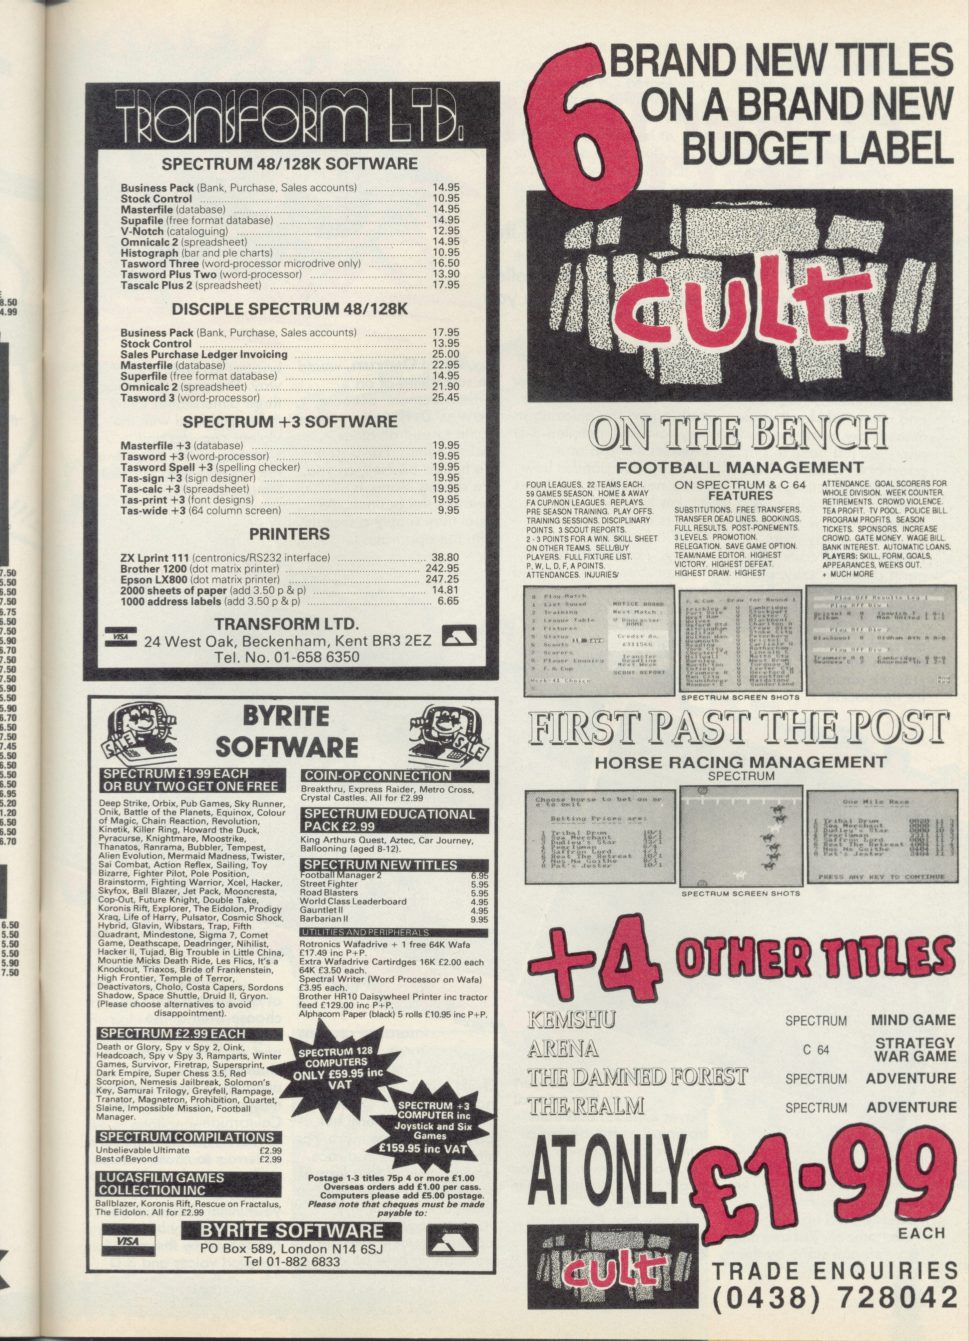 TRANSFORM LTD.
SPECTRUM 48/128K SOFTWARE
Business Pack (Bank, Purchase, Sales accounts) 14.95
Stock Control 10.95
Masterfile (database) 14.95
Supafile (free format database) 14.95
V-Notch (cataloguing) 12.95
Omnicalc 2 (spreadsheet) 14.95
Histograph (bar and pie charts) 10.95
Tasword Three (word-processor microdrive only) 16.50
Tasword Plus Two (word-processor) 13.90
Tascalc Plus 2 (spreadsheet) 17.95
DISCIPLE SPECTRUM 48/128K
Business Pack (Bank, Purchase, Sales accounts) 17.95
Stock Control 13.95
Sales Purchase Ledger Invoicing 25.00
Masterfile (database) 22.95
Superfile (free format database) 14.95
Omnicalc 2 (spreadsheet) 21.90
Tasword 3 (word-processor) 25.45
SPECTRUM +3 SOFTWARE
Masterfile +3 (database) 19.95
Tasword +3 (word-processor) 19.95
Tasword Spell +3 (spelling checker) 19.95
Tas-sign +3 (sign designer) 19.95
Tas-calc +3 (spreadsheet) 19.95
Tas-print +3 (font designs) 19.95
Tas-wide +3 (64 column screen) 9.95
PRINTERS
ZX Lprint 111 (centronics/RS232 interface) 38.80
Brother 1200 (dot matrix printer) 242.95
Epson LX800 (dot matrix printer) 247.25
2000 sheets of paper (add 3.50 p & p) 14.81
1000 address labels (add 3.50 p & p) 6.65
TRANSFORM LTD.
VISA
24 West Oak, Beckenham, Kent BR3 2EZ
Tel. No. 01-658 6350
BYRITE
SOFTWARE
SALE
SALE
SPECTRUM £1.99 EACH
OR BUY TWO GET ONE FREE
Deep Strike, Orbix, Pub Games, Sky Runner,
Onik, Battle of the Planets, Equinox, Colour
of Magic, Chain Reaction, Revolution,
Kinetik, Killer Ring, Howard the Duck,
Pyracurse, Knightmare, Moostrike,
Thanatos, Ranrama, Bubbler, Tempest,
Alien Evolution, Mermaid Madness, Twister,
Sai Combat, Action Reflex, Sailing, Toy
Bizarre, Fighter Pilot, Pole Position,
Brainstorm, Fighting Warrior, Xcel, Hacker,
Skyfox, Ball Blazer, Jet Pack, Mooncresta,
Cop-Out, Future Knight, Double Take,
Koronis Rift, Explorer, The Eidolon, Prodigy
Xraq, Life of Harry, Pulsator, Cosmic Shock,
Hybrid, Glavin, Wibstars, Trap, Fifth
Quadrant, Mindestone, Sigma 7, Comet
Game, Deathscape, Deadringer, Nihilist,
Hacker II, Tujad, Big Trouble in Little China,
Mountie Micks Death Ride, Les Flics, It's a
Knockout, Triaxos, Bride of Frankenstein,
High Frontier, Temple of Terror,
Deactivators, Cholo, Costa Capers, Sordons
Shadow, Space Shuttle, Druid II, Gryon.
(Please choose alternatives to avoid
disappointment).
SPECTRUM £2.99 EACH
Death or Glory, Spy v Spy 2, Oink,
Headcoach, Spy v Spy 3, Ramparts, Winter
Games, Survivor, Firetrap, Supersprint,
Dark Empire, Super Chess 3.5, Red
Scorpion, Nemesis Jailbreak, Solomon's
Key, Samurai Trilogy, Greyfell, Rampage,
Tranator, Magnetron, Prohibition, Quartet,
Slaine, Impossible Mission, Football
Manager.
SPECTRUM COMPILATIONS
Unbelievable Ultimate £2.99
Best of Beyond £2.99
LUCASFILM GAMES
COLLECTION INC
Ballblazer, Koronis Rift, Rescue on Fractalus,
The Eidolon. All for £2.99
COIN-OP CONNECTION
Breakthru, Express Raider, Metro Cross,
Crystal Castles. All for £2.99
SPECTRUM EDUCATIONAL
PACK £2.99
King Arthurs Quest, Aztec, Car Journey,
Ballooning (aged 8-12).
SPECTRUM NEW TITLES
Football Manager 2 6.95
Street Fighter 5.95
Road Blasters 5.95
World Class Leaderboard 4.95
Gauntlet II 4.95
Barbarian II 9.95
UTILITIES AND PERIPHERALS
Rotronics Wafadrive + 1 free 64K Wafa
£17.49 inc P+P.
Extra Wafadrive Cartirdges 16K £2.00 each
64K £3.50 each.
Spectral Writer (Word Processor on Wafa)
£3.95 each.
Brother HR10 Daisywheel Printer inc tractor
feed £129.00 inc P+P.
Alphacom Paper (black) 5 rolls £10.95 inc P+P.
SPECTRUM 128
COMPUTERS
ONLY £59.95 inc
VAT
SPECTRUM +3
COMPUTER inc
Joystick and Six
Games
£159.95 inc VAT
Postage 1-3 titles 75p 4 or more £1.00
Overseas orders add £1.00 per cass.
Computers please add £5.00 postage.
Please note that cheques must be made
payable to:
VISA
BYRITE SOFTWARE
PO Box 589, London N14 6SJ
Tel 01-882 6833
6 BRAND NEW TITLES
ON A BRAND NEW
BUDGET LABEL
cult
ON THE BENCH
FOOTBALL MANAGEMENT
FOUR LEAGUES. 22 TEAMS EACH.
59 GAMES SEASON. HOME & AWAY
FA CUP/NON LEAGUES. REPLAYS.
PRE SEASON TRAINING. PLAY OFFS.
TRAINING SESSIONS. DISCIPLINARY
POINTS. 3 SCOUT REPORTS.
2 - 3 POINTS FOR A WIN. SKILL SHEET
ON OTHER TEAMS. SELL/BUY
PLAYERS. FULL FIXTURE LIST.
P, W, L, D, F, A POINTS.
ATTENDANCES. INJURIES/
ON SPECTRUM & C 64
FEATURES
SUBSTITUTIONS. FREE TRANSFERS.
TRANSFER DEAD LINES. BOOKINGS.
FULL RESULTS. POST-PONEMENTS.
3 LEVELS. PROMOTION.
RELEGATION. SAVE GAME OPTION.
TEAM/NAME EDITOR. HIGHEST
VICTORY. HIGHEST DEFEAT.
HIGHEST DRAW. HIGHEST
ATTENDANCE. GOAL SCORERS FOR
WHOLE DIVISION. WEEK COUNTER.
RETIREMENTS. CROWD VIOLENCE.
TEA PROFIT. TV POOL. POLICE BILL.
PROGRAM PROFITS. SEASON
TICKETS. SPONSORS. INCREASE
CROWD. GATE MONEY. WAGE BILL.
BANK INTEREST. AUTOMATIC LOANS,
PLAYERS: SKILL, FORM, GOALS,
APPEARANCES, WEEKS OUT.
+ MUCH MORE
SPECTRUM SCREEN SHOTS
FIRST PAST THE POST
HORSE RACING MANAGEMENT
SPECTRUM
Choose horse to bet on or
Betting Prices are:
One Mile Race
PRESS ANY KEY TO CONTINUE
SPECTRUM SCREEN SHOTS
+4 OTHER TITLES
KEMSHU SPECTRUM MIND GAME
ARENA C 64 STRATEGY
WAR GAME
THE DAMNED FOREST SPECTRUM ADVENTURE
THE REALM SPECTRUM ADVENTURE
AT ONLY £1·99
EACH
cult
TRADE ENQUIRIES
(0438) 728042